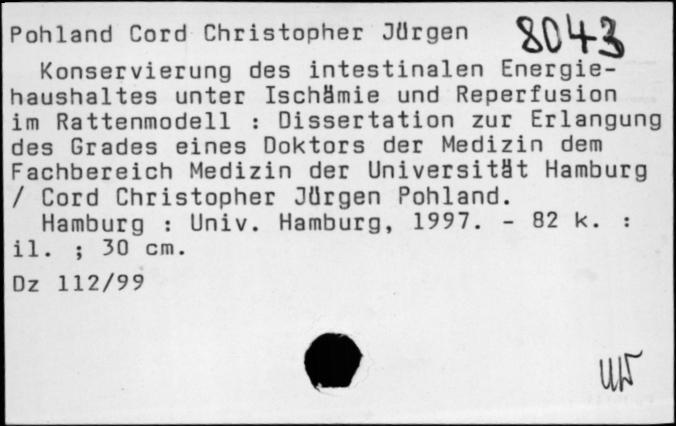 Pohland Cord Christopher Jürgen 8043
Konservierung des intestinalen Energie-
haushaltes unter Ischämie und Reperfusion
im Rattenmodell : Dissertation zur Erlangung
des Grades eines Doktors der Medizin dem
Fachbereich Medizin der Universität Hamburg
/ Cord Christopher Jürgen Pohland.
Hamburg : Univ. Hamburg, 1997. - 82 k. :
il. ; 30 cm.
Dz 112/99